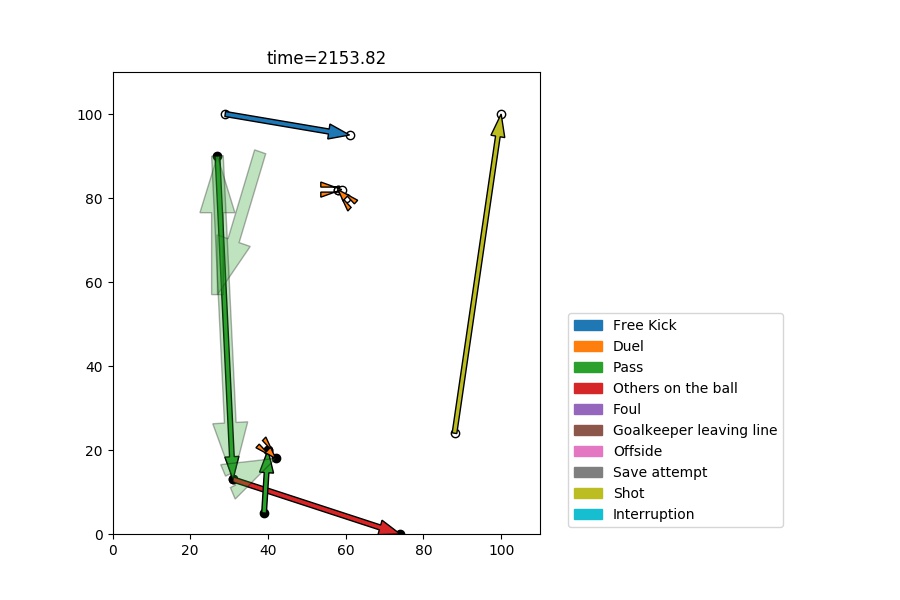 time=2153.82
100
80
60
40
20
0
0 20 40 60 80 100
Free Kick
Duel
Pass
Others on the ball
Foul
Goalkeeper leaving line
Offside
Save attempt
Shot
Interruption